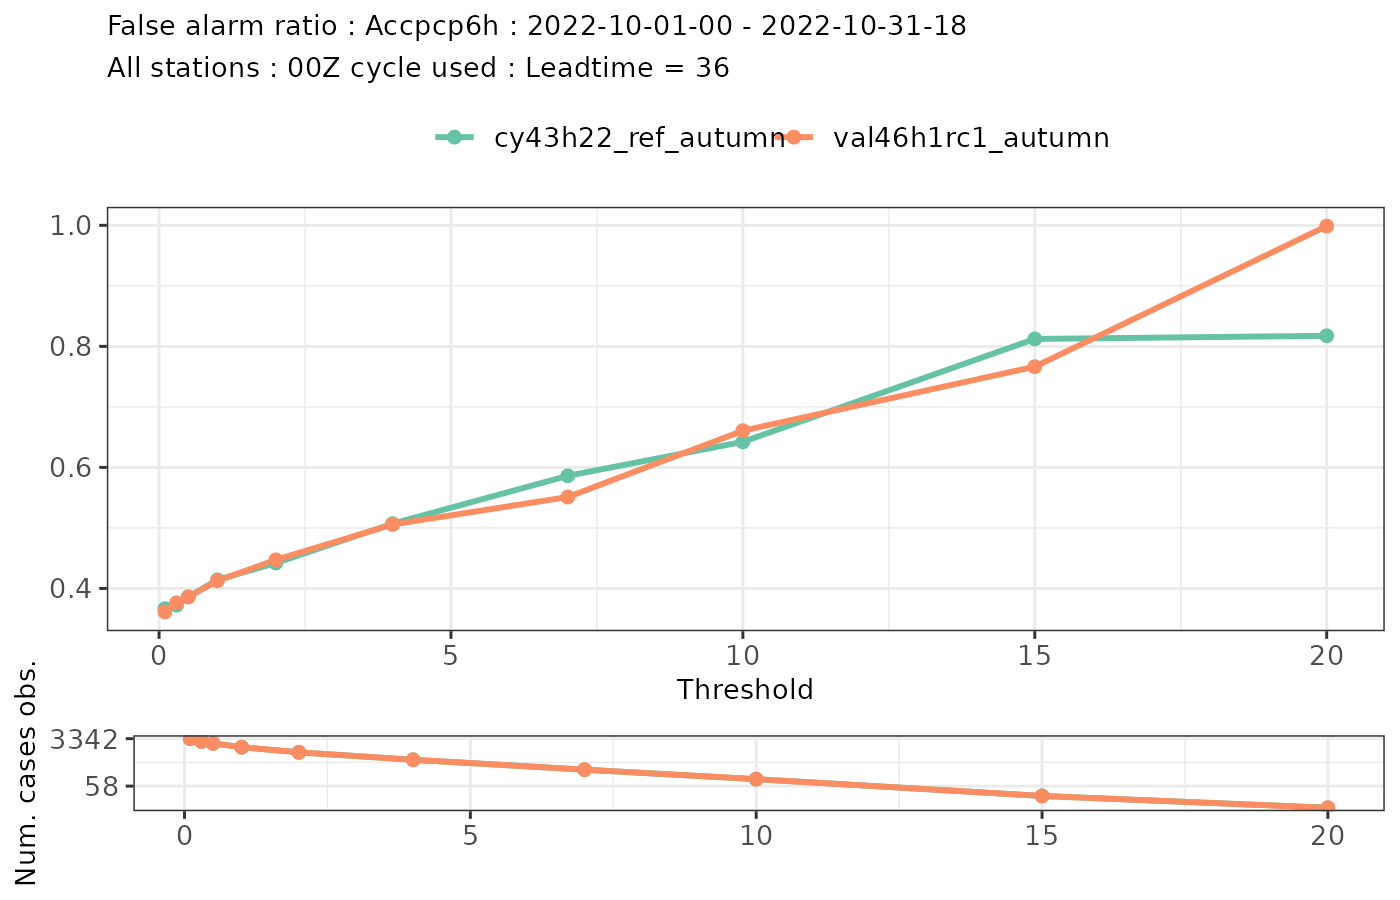 False alarm ratio : Accpcp6h : 2022-10-01-00 - 2022-10-31-18
All stations : 00Z cycle used : Leadtime = 36
cy43h22_ref_autumn val46h1rc1_autumn
1.0
0.8
0.6
0.4
0 5 10 15 20
Threshold
Num. cases obs.
3342
58
0 5 10 15 20